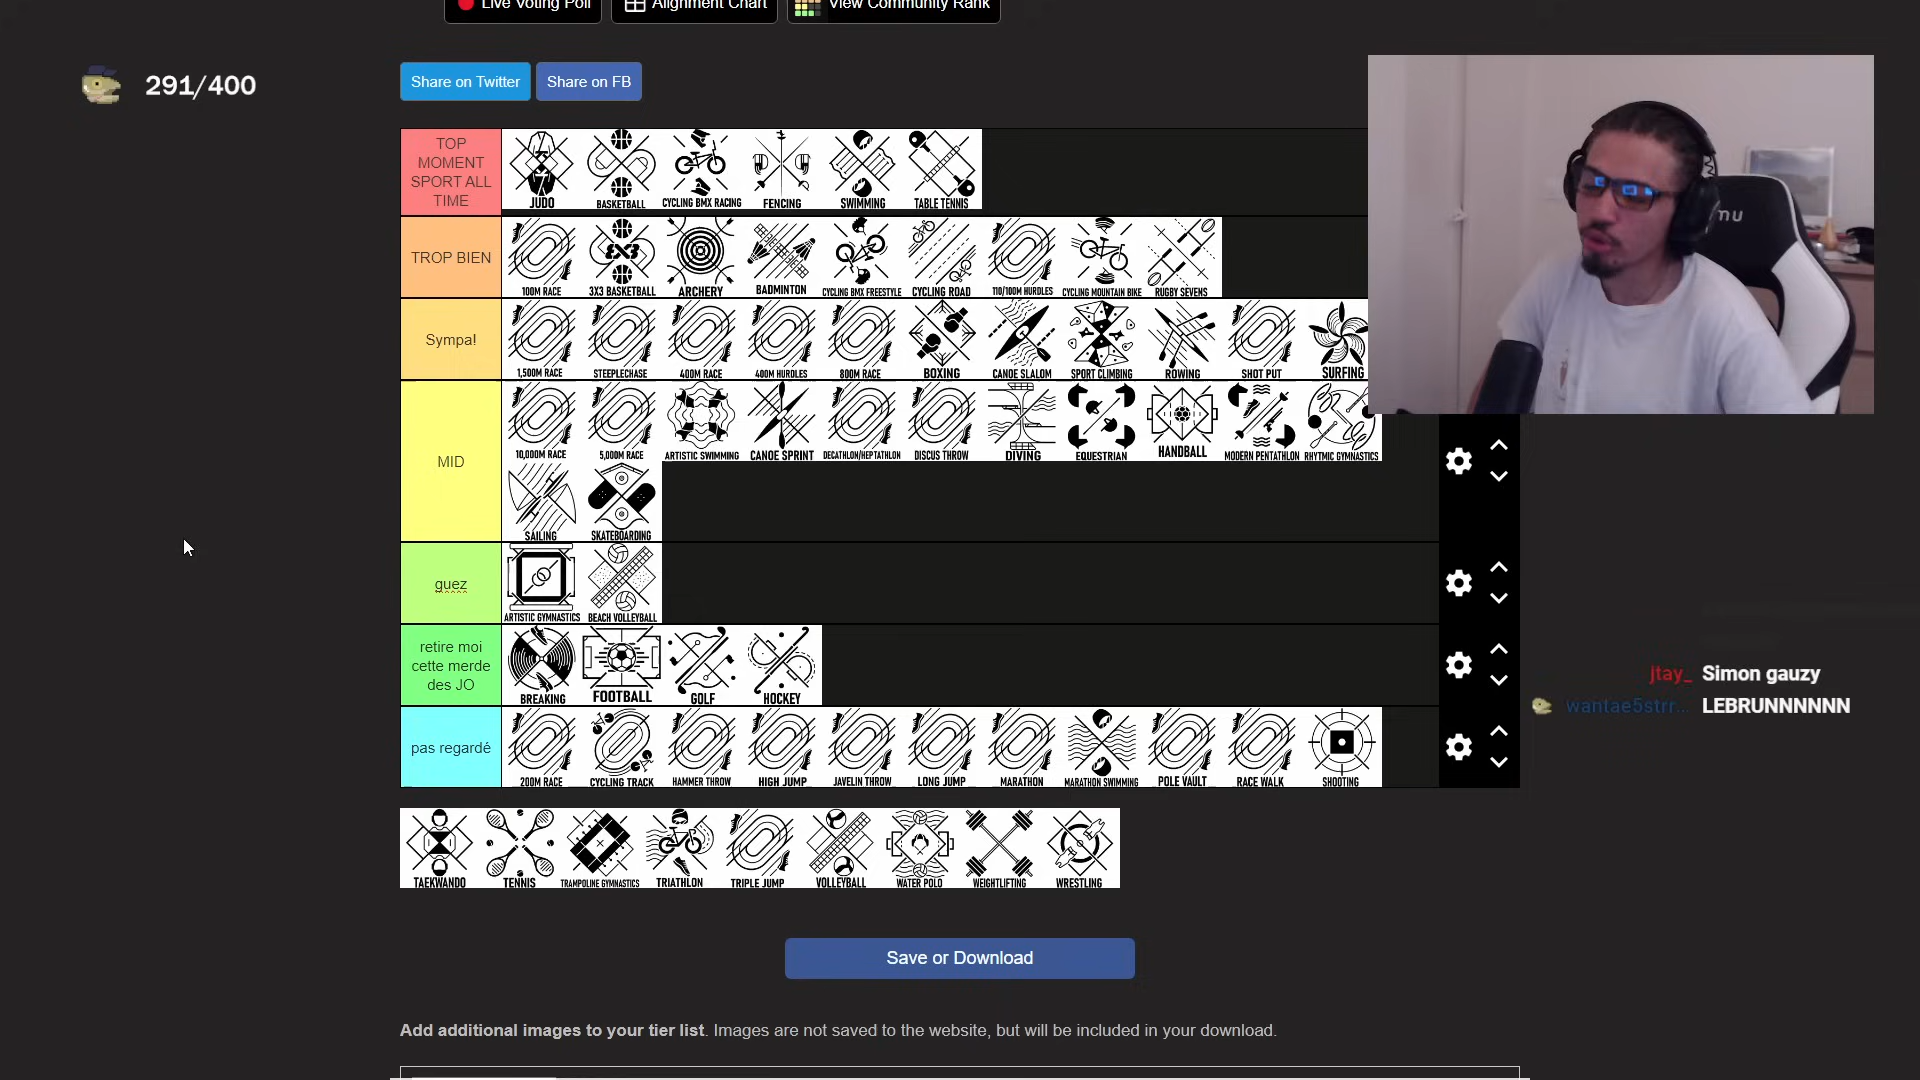 Live Voting Poll
Alignment Chart
View Community Rank
291/400
Share on Twitter
Share on FB
TOP
MOMENT
SPORT ALL
TIME
JUDO
BASKETBALL
CYCLING BMX RACING
FENCING
SWIMMING
TABLE TENNIS
TROP BIEN
100M RACE
3X3
3X3 BASKETBALL
ARCHERY
BADMINTON
CYCLING BMX FREESTYLE
CYCLING ROAD
110/100M HURDLES
CYCLING MOUNTAIN BIKE
RUGBY SEVENS
Sympa!
1,500M RACE
STEEPLECHASE
400M RACE
400M HURDLES
800M RACE
BOXING
CANOE SLALOM
SPORT CLIMBING
ROWING
SHOT PUT
SURFING
MID
10,000M RACE
5,000M RACE
ARTISTIC SWIMMING
CANOE SPRINT
DECATHLON/HEPTATHLON
DISCUS THROW
DIVING
EQUESTRIAN
HANDBALL
MODERN PENTATHLON
RHYTMIC GYMNASTICS
SAILING
SKATEBOARDING
guez
ARTISTIC GYMNASTICS
BEACH VOLLEYBALL
retire moi
cette merde
des JO
BREAKING
FOOTBALL
GOLF
HOCKEY
pas regardé
200M RACE
CYCLING TRACK
HAMMER THROW
HIGH JUMP
JAVELIN THROW
LONG JUMP
MARATHON
MARATHON SWIMMING
POLE VAULT
RACE WALK
SHOOTING
TAEKWANDO
TENNIS
TRAMPOLINE GYMNASTICS
TRIATHLON
TRIPLE JUMP
VOLLEYBALL
WATER POLO
WEIGHTLIFTING
WRESTLING
mu
jtay_ Simon gauzy
wantae5strr... LEBRUNNNNNN
Save or Download
Add additional images to your tier list. Images are not saved to the website, but will be included in your download.